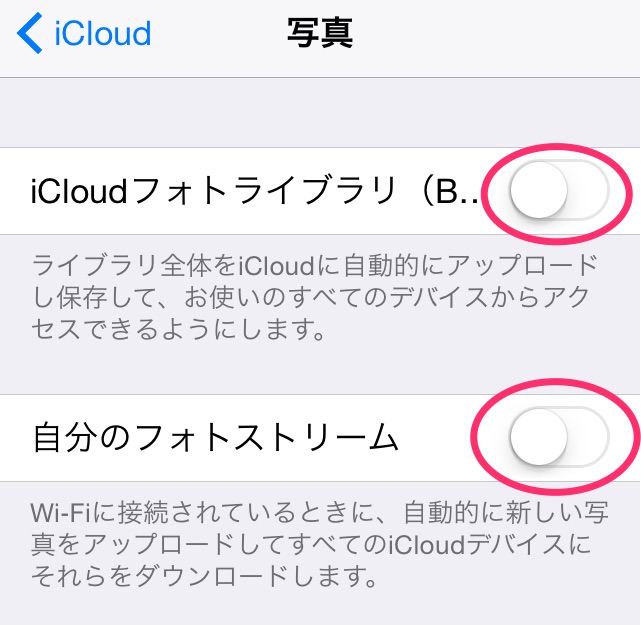 iCloud
写真
iCloudフォトライブラリ（B...
ライブラリ全体をiCloudに自動的にアップロード
し保存して、お使いのすべてのデバイスからアク
セスできるようにします。
自分のフォトストリーム
Wi-Fiに接続されているときに、自動的に新しい写
真をアップロードしてすべてのiCloudデバイスに
それらをダウンロードします。